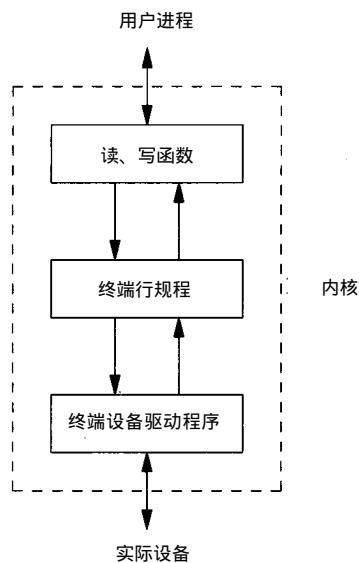 用户进程
读、写函数
终端行规程
内核
终端设备驱动程序
实际设备